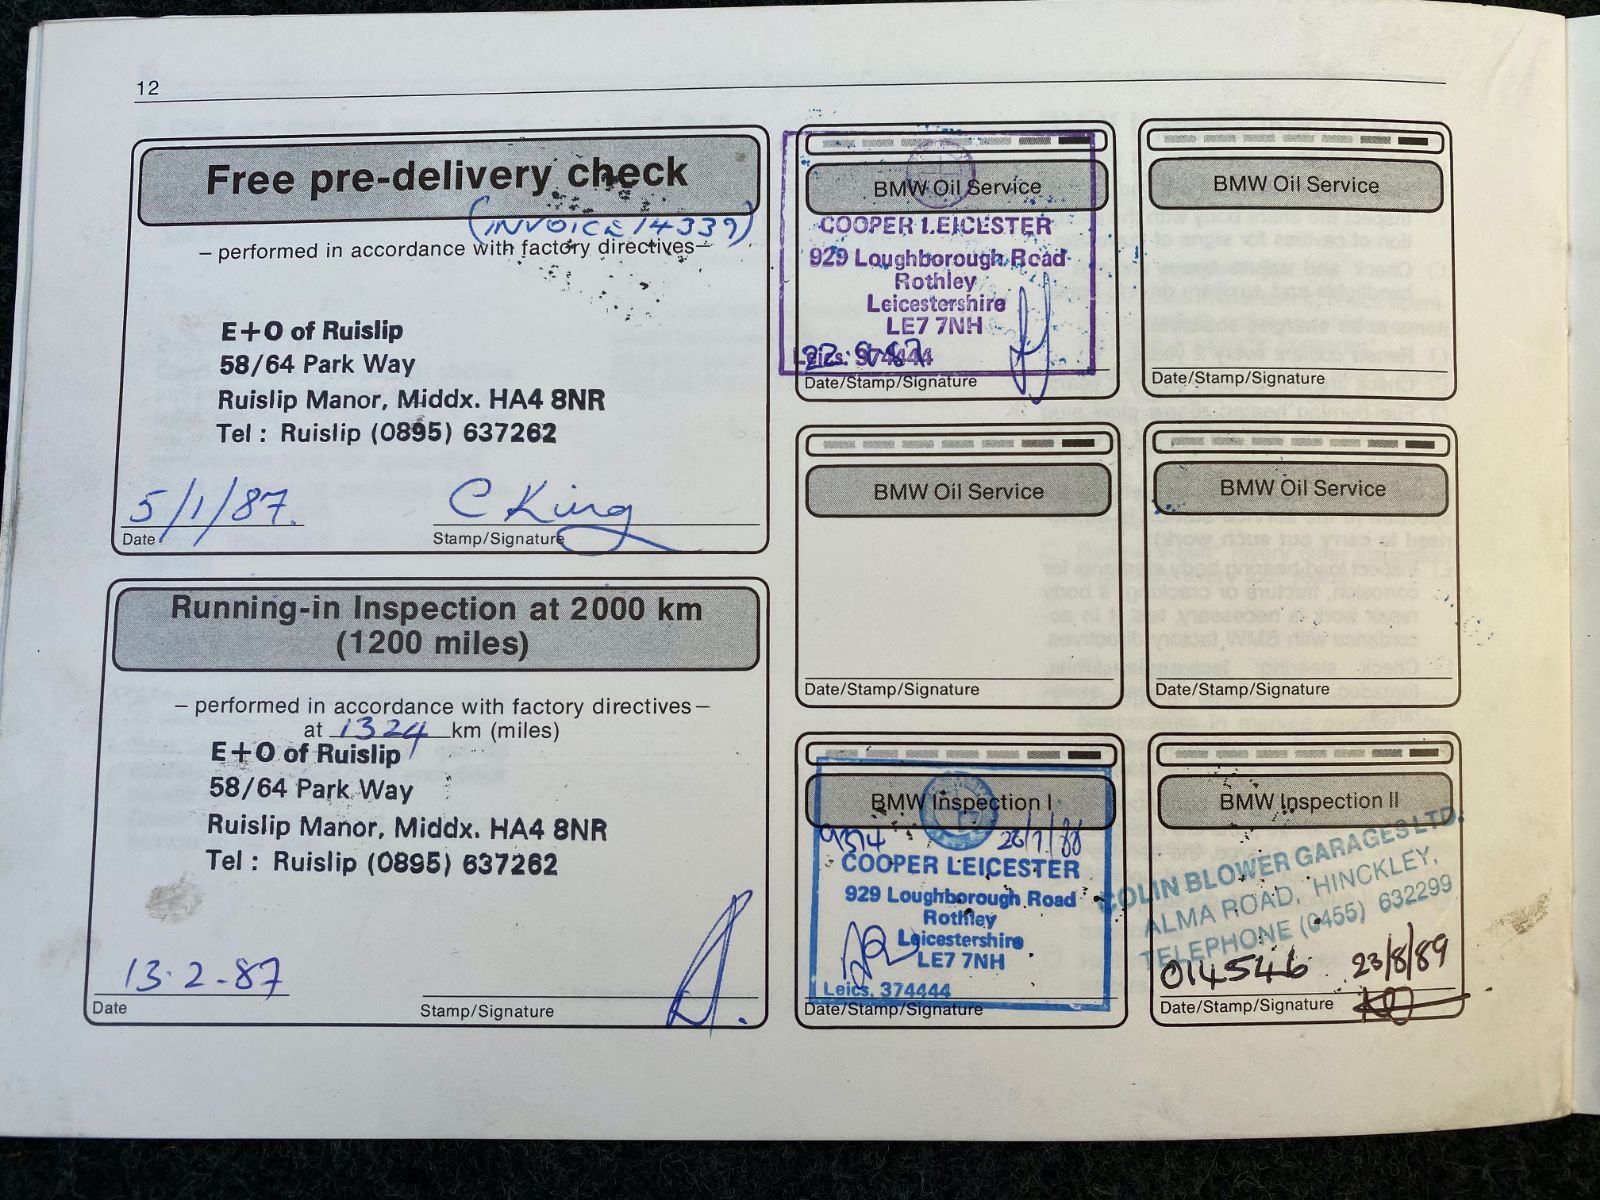 12
Free pre-delivery check
(INVOICE 14339)
– performed in accordance with factory directives–
E+O of Ruislip
58/64 Park Way
Ruislip Manor, Middx. HA4 8NR
Tel : Ruislip (0895) 637262
5/1/87.
C King
Date
Stamp/Signature
Running-in Inspection at 2000 km
(1200 miles)
– performed in accordance with factory directives–
at 1324 km (miles)
E+O of Ruislip
58/64 Park Way
Ruislip Manor, Middx. HA4 8NR
Tel : Ruislip (0895) 637262
13.2.87
Date
Stamp/Signature
BMW Oil Service
COOPER LEICESTER
929 Loughborough Road
Rothley
Leicestershire
LE7 7NH
Leics. 374444
Date/Stamp/Signature
BMW Oil Service
Date/Stamp/Signature
BMW Oil Service
Date/Stamp/Signature
BMW Oil Service
Date/Stamp/Signature
BMW Inspection I
9314
COOPER LEICESTER
929 Loughborough Road
Rothley
Leicestershire
LE7 7NH
Leics. 374444
Date/Stamp/Signature
BMW Inspection II
COLIN BLOWER GARAGES LTD.
ALMA ROAD, HINCKLEY,
TELEPHONE (0455) 632299
014546 23/8/89
Date/Stamp/Signature